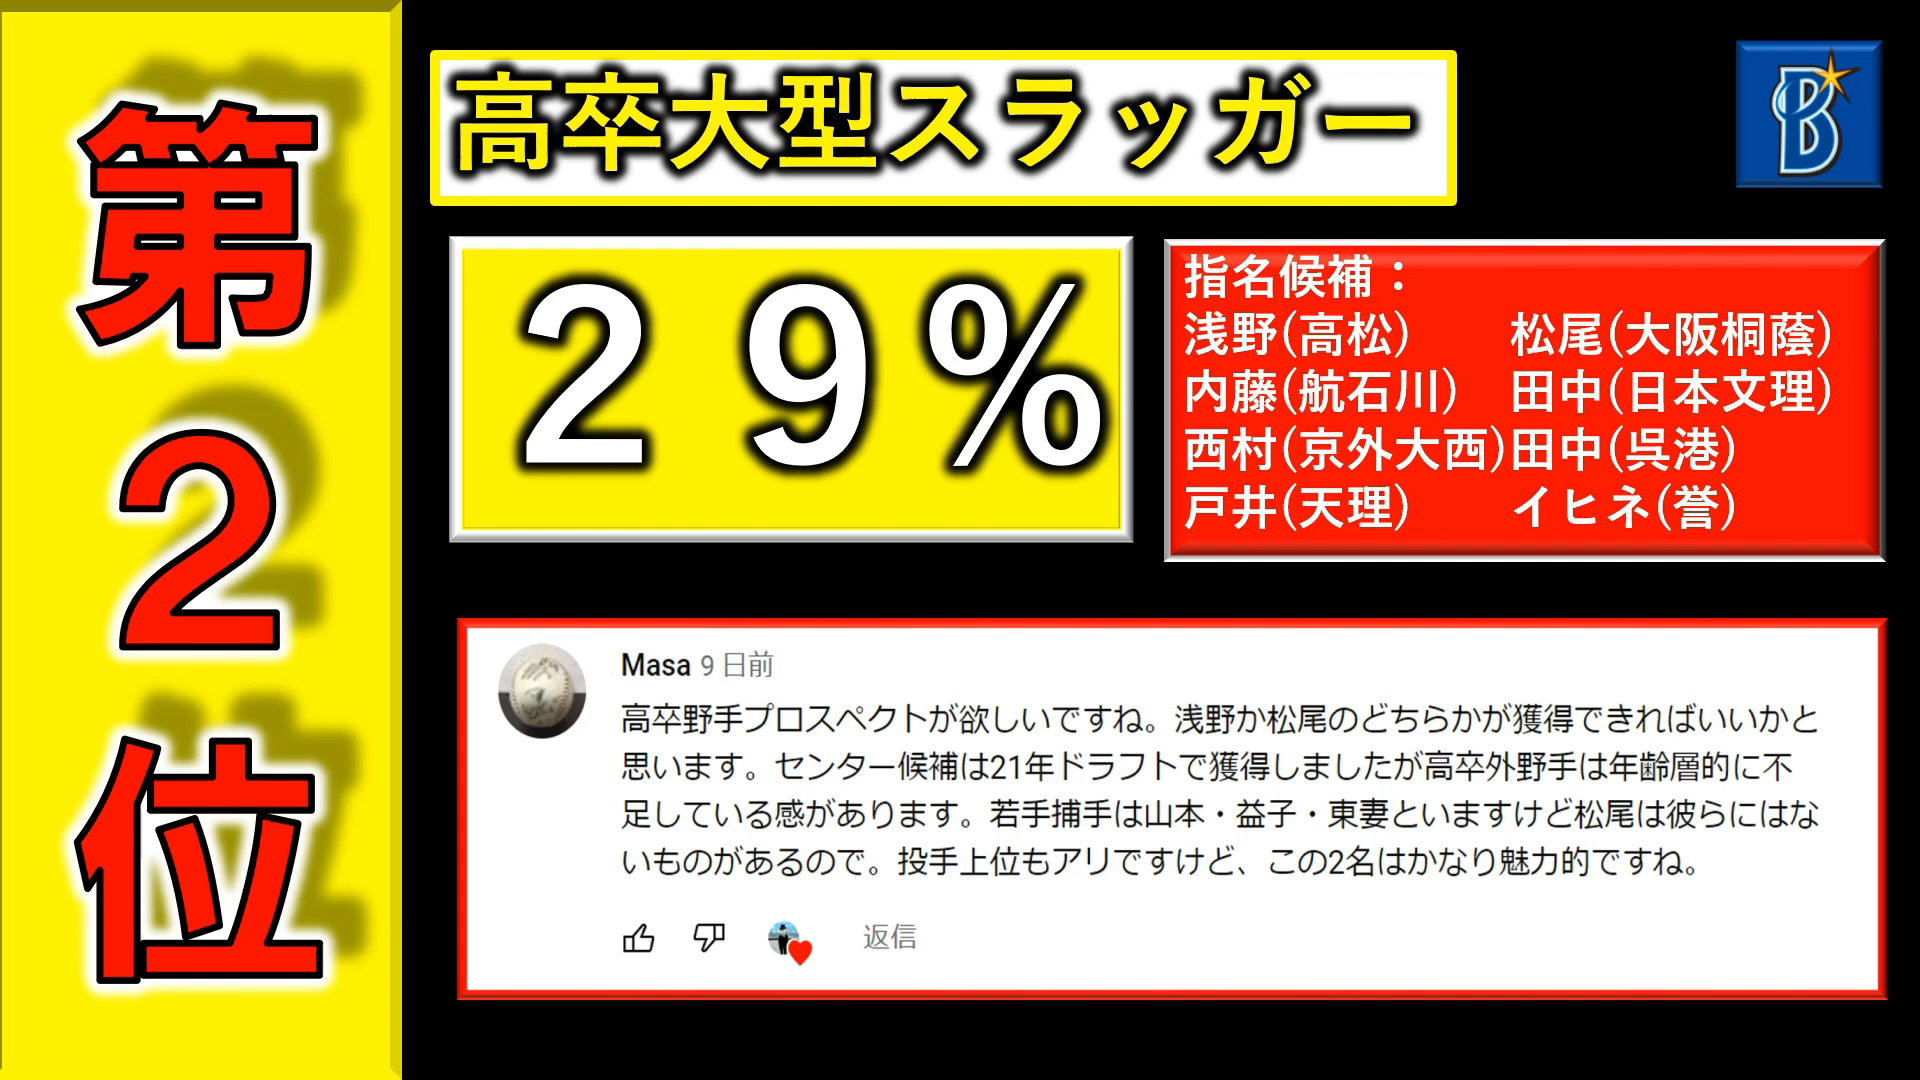 第2位
高卒大型スラッガー
B
29%
指名候補：
浅野(高松) 松尾(大阪桐蔭)
内藤(航石川) 田中(日本文理)
西村(京外大西)田中(呉港)
戸井(天理) イヒネ(誉)
Masa 9 日前
高卒野手プロスペクトが欲しいですね。浅野か松尾のどちらかが獲得できればいいかと
思います。センター候補は21年ドラフトで獲得しましたが高卒外野手は年齢層的に不
足している感があります。若手捕手は山本・益子・東妻といますけど松尾は彼らにはな
いものがあるので。投手上位もアリですけど、この2名はかなり魅力的ですね。
返信